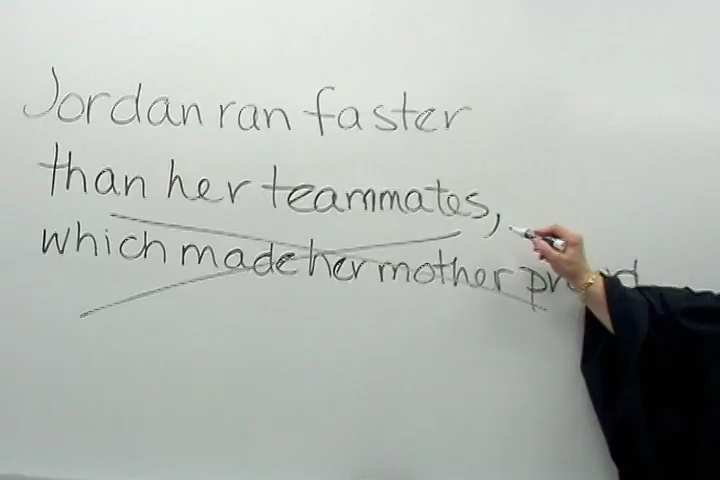 Jordan ran faster
than her teammates,
which made her mother